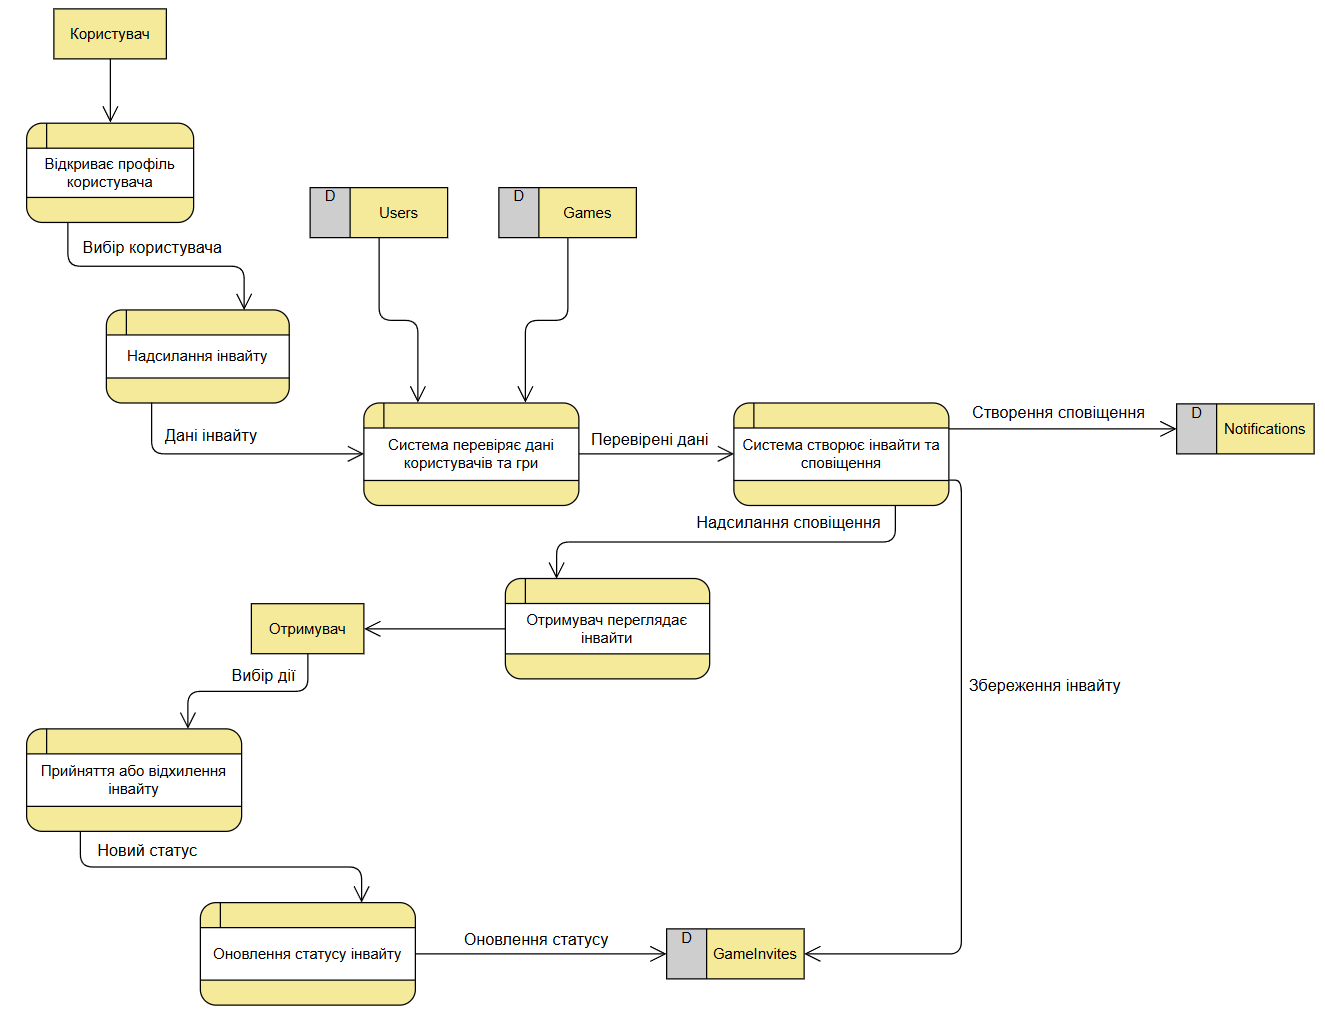 Користувач
Відкриває профіль
користувача
Вибір користувача
D
Users
D
Games
Надсилання інвайту
Дані інвайту
Система перевіряє дані
користувачів та гри
Перевірені дані
Система створює інвайти та
сповіщення
Створення сповіщення
D
Notifications
Надсилання сповіщення
Отримувач переглядає
інвайти
Отримувач
Вибір дії
Збереження інвайту
Прийняття або відхилення
інвайту
Новий статус
Оновлення статусу інвайту
Оновлення статусу
D
GameInvites